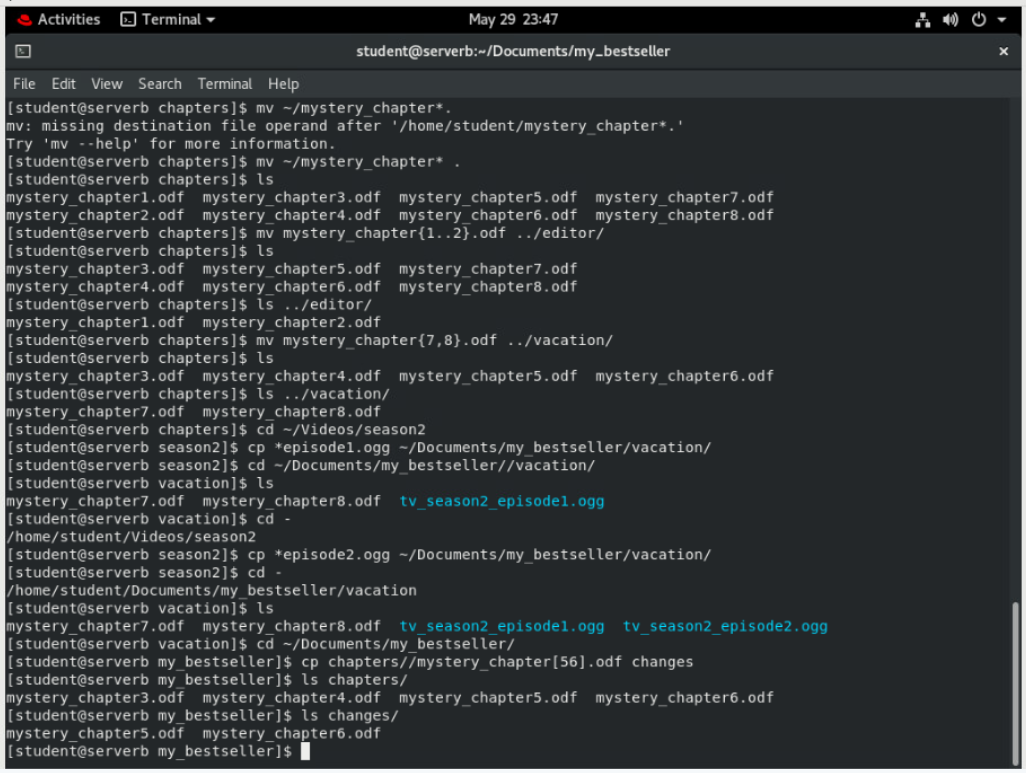 Activities Terminal May 29 23:47
student@serverb:~/Documents/my_bestseller ×
File Edit View Search Terminal Help
[student@serverb chapters]$ mv ~/mystery_chapter*.
mv: missing destination file operand after '/home/student/mystery_chapter*.'
Try 'mv --help' for more information.
[student@serverb chapters]$ mv ~/mystery_chapter* .
[student@serverb chapters]$ ls
mystery_chapter1.odf mystery_chapter3.odf mystery_chapter5.odf mystery_chapter7.odf
mystery_chapter2.odf mystery_chapter4.odf mystery_chapter6.odf mystery_chapter8.odf
[student@serverb chapters]$ mv mystery_chapter{1..2}.odf ../editor/
[student@serverb chapters]$ ls
mystery_chapter3.odf mystery_chapter5.odf mystery_chapter7.odf
mystery_chapter4.odf mystery_chapter6.odf mystery_chapter8.odf
[student@serverb chapters]$ ls ../editor/
mystery_chapter1.odf mystery_chapter2.odf
[student@serverb chapters]$ mv mystery_chapter{7,8}.odf ../vacation/
[student@serverb chapters]$ ls
mystery_chapter3.odf mystery_chapter4.odf mystery_chapter5.odf mystery_chapter6.odf
[student@serverb chapters]$ ls ../vacation/
mystery_chapter7.odf mystery_chapter8.odf
[student@serverb chapters]$ cd ~/Videos/season2
[student@serverb season2]$ cp *episode1.ogg ~/Documents/my_bestseller/vacation/
[student@serverb season2]$ cd ~/Documents/my_bestseller//vacation/
[student@serverb vacation]$ ls
mystery_chapter7.odf mystery_chapter8.odf tv_season2_episode1.ogg
[student@serverb vacation]$ cd -
/home/student/Videos/season2
[student@serverb season2]$ cp *episode2.ogg ~/Documents/my_bestseller/vacation/
[student@serverb season2]$ cd -
/home/student/Documents/my_bestseller/vacation
[student@serverb vacation]$ ls
mystery_chapter7.odf mystery_chapter8.odf tv_season2_episode1.ogg tv_season2_episode2.ogg
[student@serverb vacation]$ cd ~/Documents/my_bestseller/
[student@serverb my_bestseller]$ cp chapters//mystery_chapter[56].odf changes
[student@serverb my_bestseller]$ ls chapters/
mystery_chapter3.odf mystery_chapter4.odf mystery_chapter5.odf mystery_chapter6.odf
[student@serverb my_bestseller]$ ls changes/
mystery_chapter5.odf mystery_chapter6.odf
[student@serverb my_bestseller]$